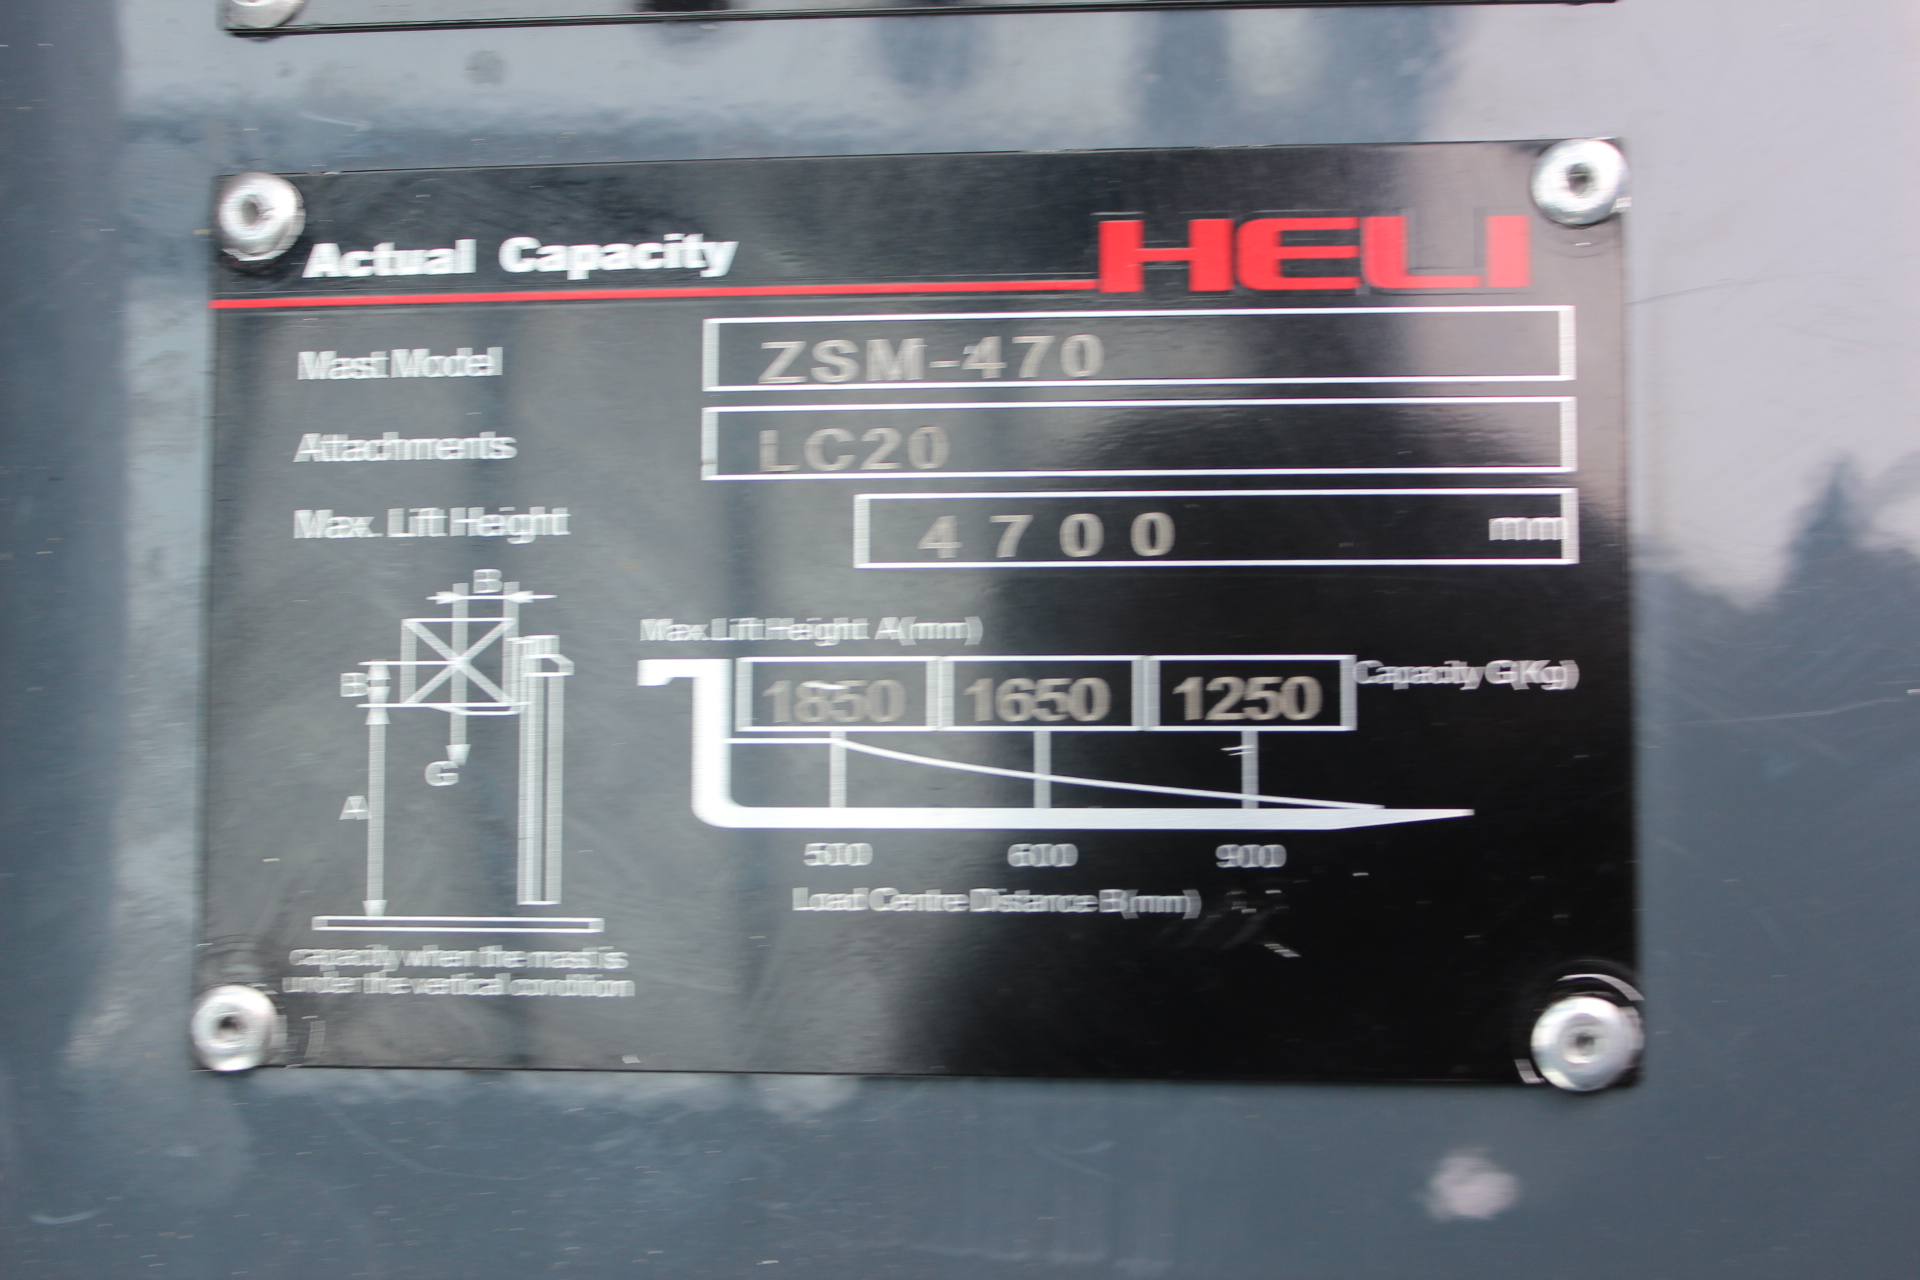 Actual Capacity HELI
Mast Model ZSM-470
Attachments LC20
Max. Lift Height 4700 mm
B
Max.Lift Height A(mm)
B
1850 1650 1250 Capacity G(Kg)
G
A
500 600 900
Load Centre Distance B(mm)
capacity when the mast is
under the vertical condition